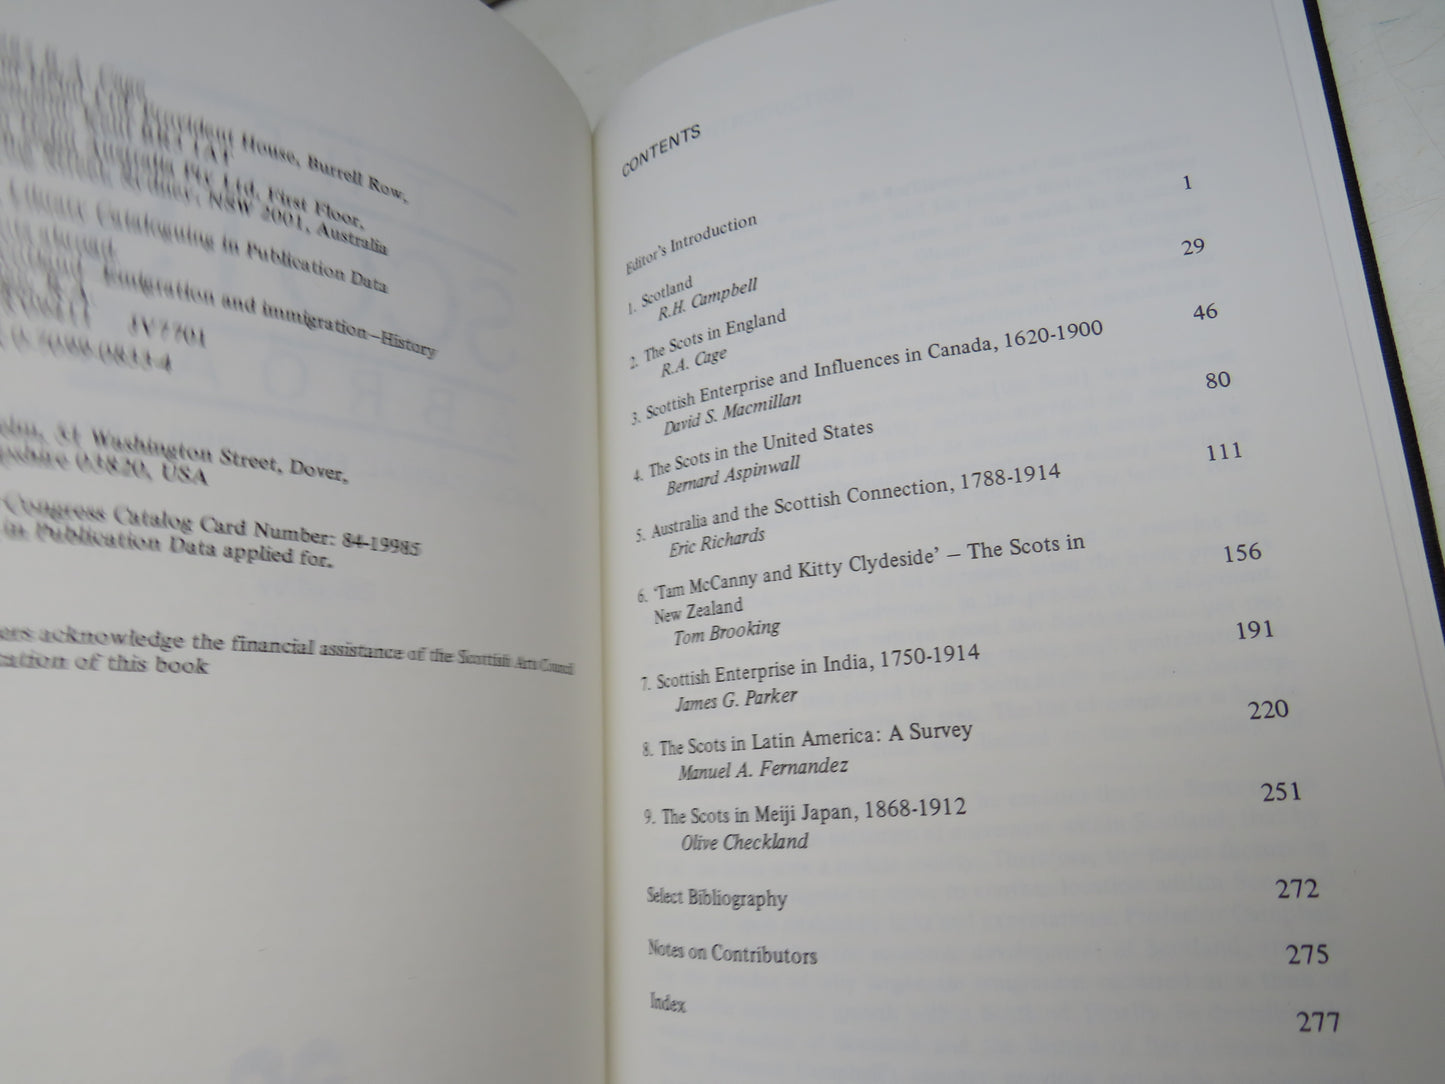 Provident House, Burrell Row,
Australia Pty Ltd, First Floor,
NSW 2001, Australia
Cataloguing in Publication Data
abroad
Emigration and immigration—History
JV7701
Washington Street, Dover,
03820, USA
Congress Catalog Card Number: 84-19985
in Publication Data applied for.
acknowledge the financial assistance of the Scottish Arts Council
of this book
CONTENTS
Editor's Introduction
1. Scotland 1
R.H. Campbell
2. The Scots in England 29
R.A. Cage
3. Scottish Enterprise and Influences in Canada, 1620-1900 46
David S. Macmillan
4. The Scots in the United States 80
Bernard Aspinwall
5. Australia and the Scottish Connection, 1788-1914 111
Eric Richards
6. 'Tam McCanny and Kitty Clydeside' – The Scots in
New Zealand 156
Tom Brooking
7. Scottish Enterprise in India, 1750-1914 191
James G. Parker
8. The Scots in Latin America: A Survey 220
Manuel A. Fernandez
9. The Scots in Meiji Japan, 1868-1912 251
Olive Checkland
Select Bibliography 272
Notes on Contributors 275
Index 277